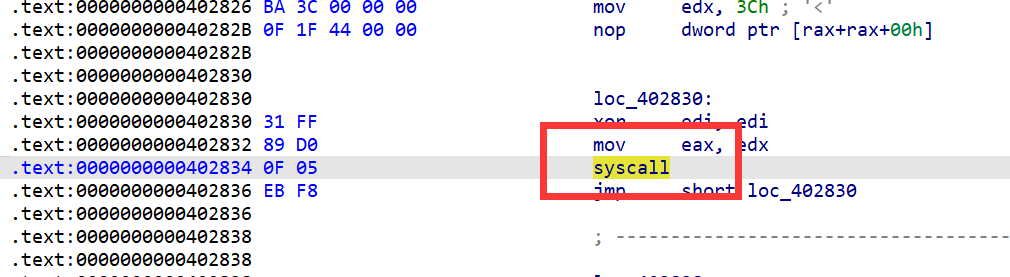 .text:0000000000402826 BA 3C 00 00 00 mov edx, 3Ch ; '<'
.text:000000000040282B 0F 1F 44 00 00 nop dword ptr [rax+rax+00h]
.text:000000000040282B
.text:0000000000402830
.text:0000000000402830 loc_402830:
.text:0000000000402830 31 FF xor edi, edi
.text:0000000000402832 89 D0 mov eax, edx
.text:0000000000402834 0F 05 syscall
.text:0000000000402836 EB F8 jmp short loc_402830
.text:0000000000402836
.text:0000000000402838 ; ------------------------------------
.text:0000000000402838